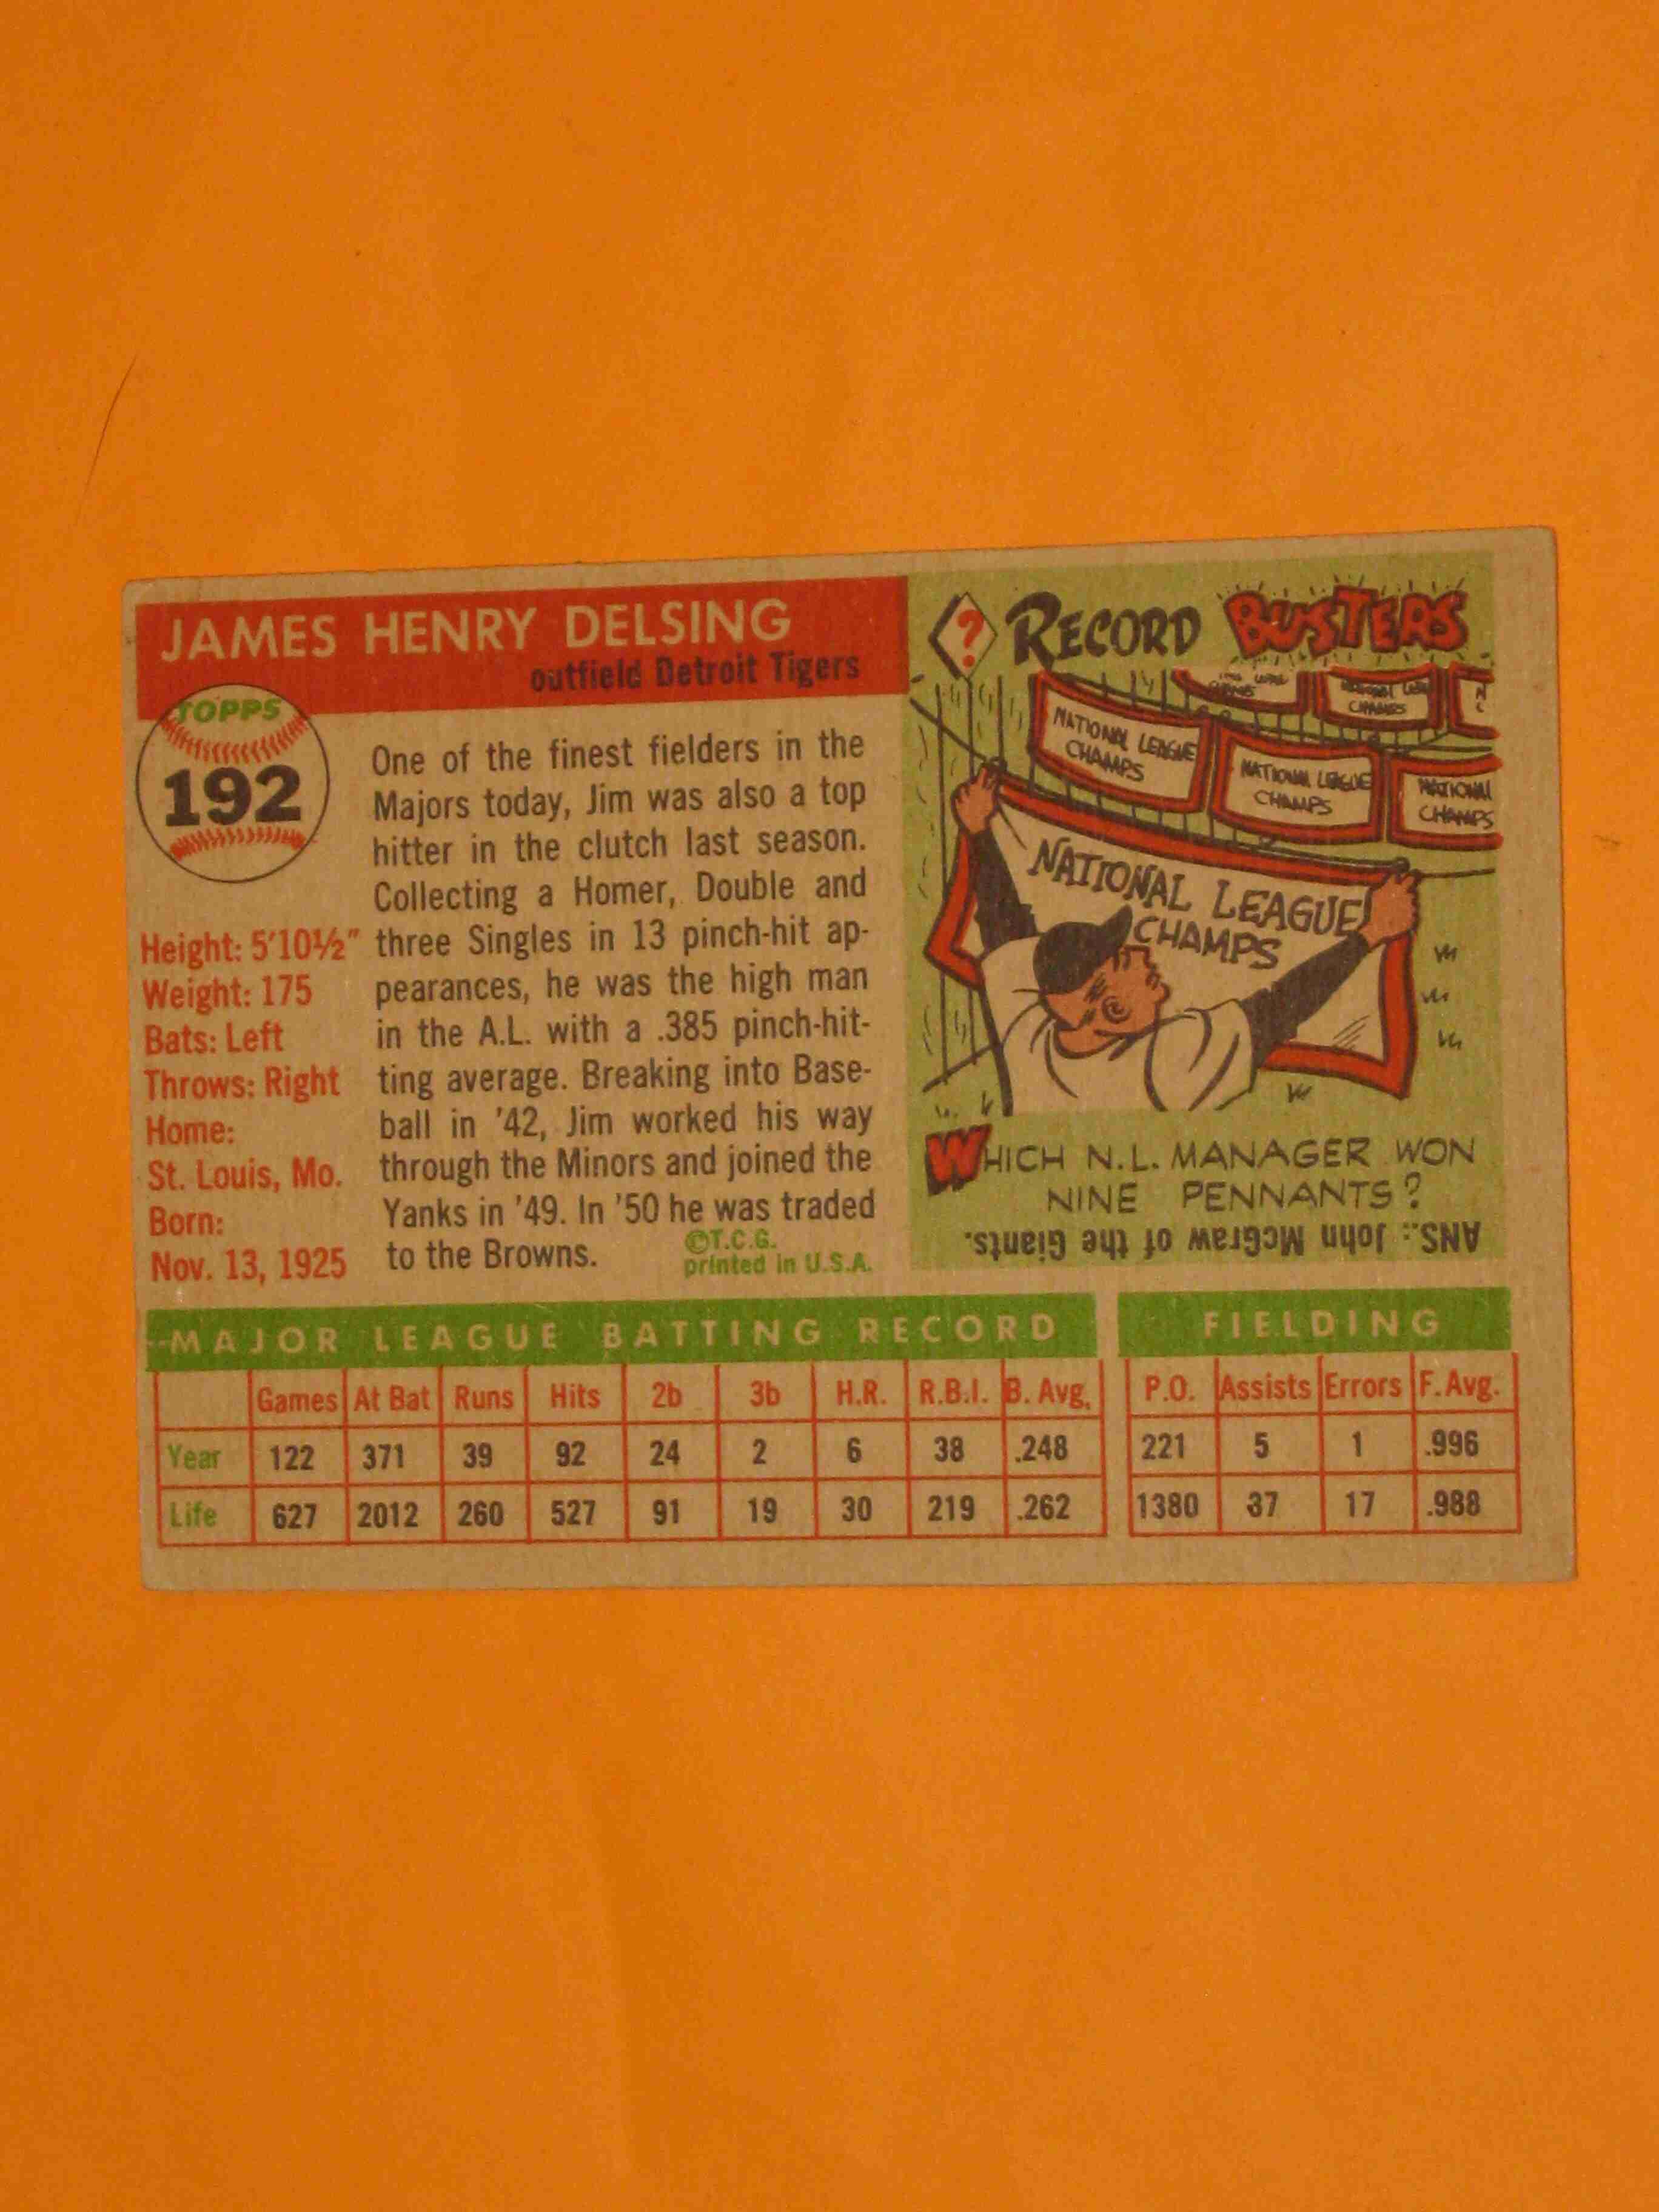 JAMES HENRY DELSING
outfield Detroit Tigers
TOPPS
192
Height: 5'10½"
Weight: 175
Bats: Left
Throws: Right
Home:
St. Louis, Mo.
Born:
Nov. 13, 1925
One of the finest fielders in the
Majors today, Jim was also a top
hitter in the clutch last season.
Collecting a Homer, Double and
three Singles in 13 pinch-hit ap-
pearances, he was the high man
in the A.L. with a .385 pinch-hit-
ting average. Breaking into Base-
ball in '42, Jim worked his way
through the Minors and joined the
Yanks in '49. In '50 he was traded
to the Browns.
©T.C.G.
printed in U.S.A.
? RECORD BUSTERS
CHAMPS
NATIONAL LEAGUE
CHAMPS
NATIONAL LEAGUE
CHAMPS
NATIONAL LEAGUE
CHAMPS
NATIONAL
CHAMPS
NATIONAL LEAGUE
CHAMPS
WHICH N.L. MANAGER WON
NINE PENNANTS?
ANS.: John McGraw of the Giants.
MAJOR LEAGUE BATTING RECORD
Games At Bat Runs Hits 2b 3b H.R. R.B.I. B. Avg.
Year 122 371 39 92 24 2 6 38 .248
Life 627 2012 260 527 91 19 30 219 .262
FIELDING
P.O. Assists Errors F. Avg.
221 5 1 .996
1380 37 17 .988